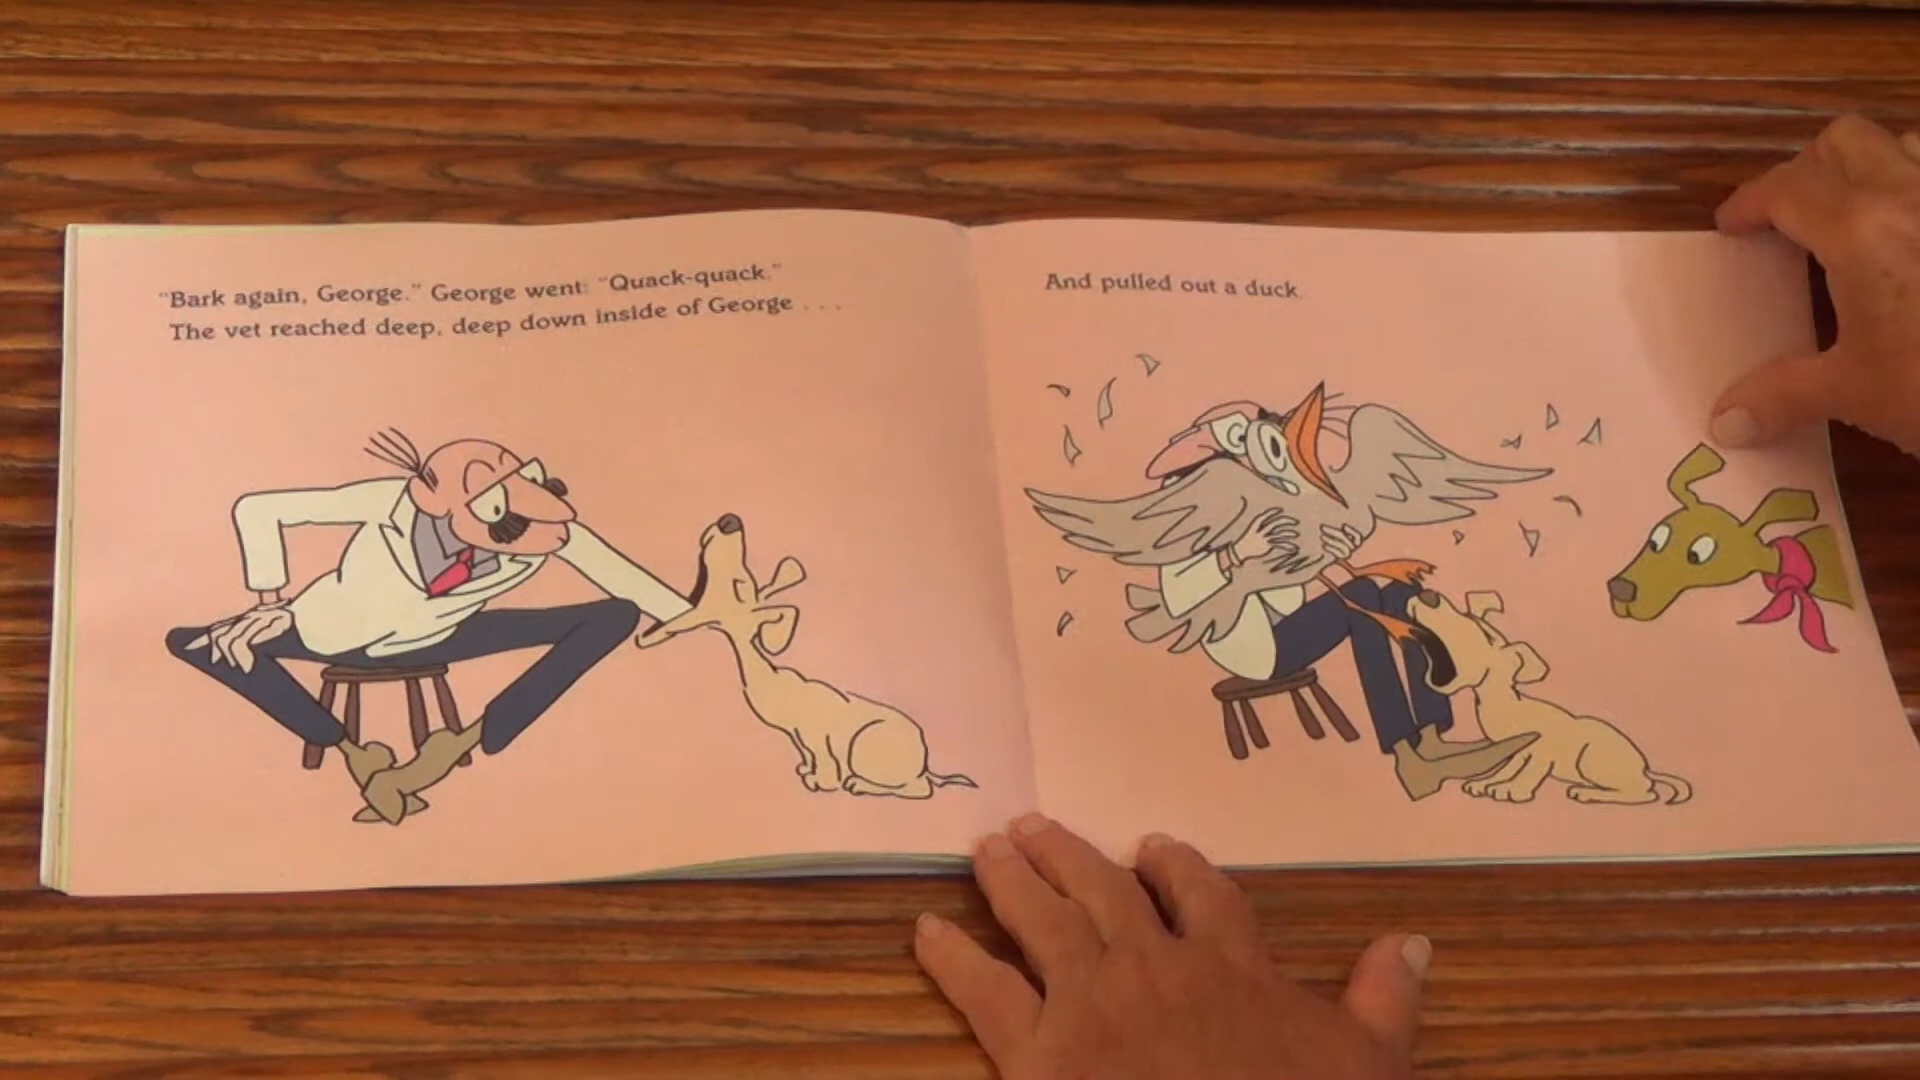 "Bark again, George." George went: "Quack-quack."
The vet reached deep, deep down inside of George . . .
And pulled out a duck.